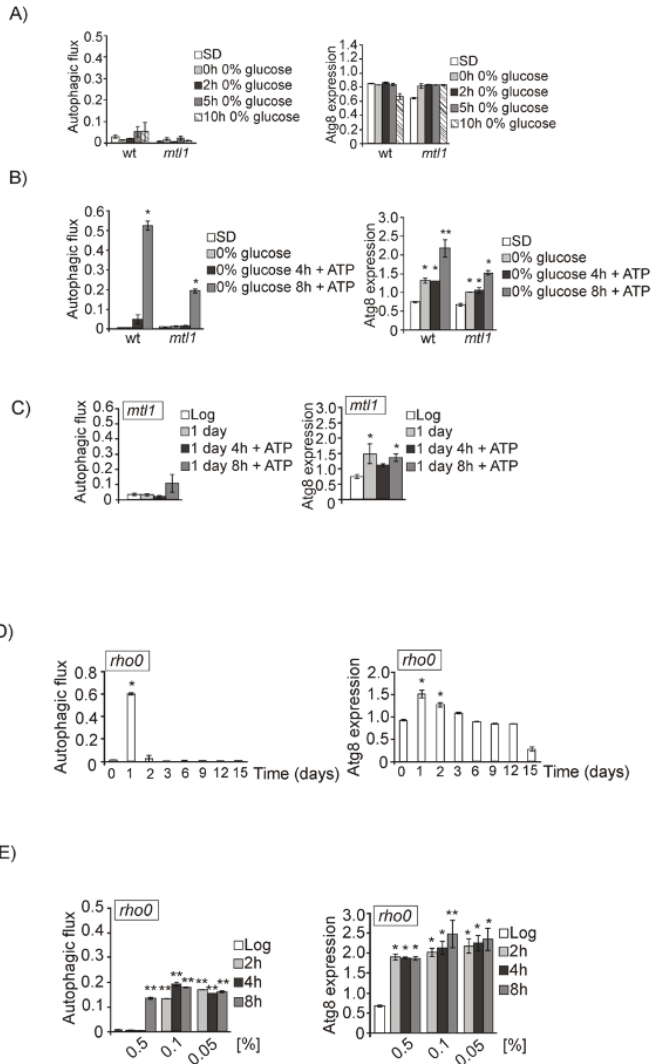 A)
Autophagic flux
0.5
0.4
0.3
0.2
0.1
0
wt
mtl1
SD
0h 0% glucose
2h 0% glucose
5h 0% glucose
10h 0% glucose
Atg8 expression
1.4
1.2
1.0
0.8
0.6
0.4
0.2
0
wt
mtl1
SD
0h 0% glucose
2h 0% glucose
5h 0% glucose
10h 0% glucose
B)
Autophagic flux
0.6
0.5
0.4
0.3
0.2
0.1
0
*
*
wt
mtl1
SD
0% glucose
0% glucose 4h + ATP
0% glucose 8h + ATP
Atg8 expression
3.0
2.5
2.0
1.5
1.0
0.5
0
* * **
* * *
wt
mtl1
SD
0% glucose
0% glucose 4h + ATP
0% glucose 8h + ATP
C)
mtl1
Autophagic flux
0.6
0.5
0.4
0.3
0.2
0.1
0
Log
1 day
1 day 4h + ATP
1 day 8h + ATP
mtl1
Atg8 expression
3.0
2.5
2.0
1.5
1.0
0.5
0
* *
Log
1 day
1 day 4h + ATP
1 day 8h + ATP
D)
rho0
Autophagic flux
0.8
0.6
0.4
0.2
0
*
0 1 2 3 6 9 12 15 Time (days)
rho0
Atg8 expression
2.0
1.5
1.0
0.5
0
* *
0 1 2 3 6 9 12 15 Time (days)
E)
rho0
Autophagic flux
0.5
0.4
0.3
0.2
0.1
0
** ** ** ** ** ** **
0.5 0.1 0.05 [%]
Log
2h
4h
8h
rho0
Atg8 expression
3.0
2.5
2.0
1.5
1.0
0.5
0
* * * * * ** * * *
0.5 0.1 0.05 [%]
Log
2h
4h
8h